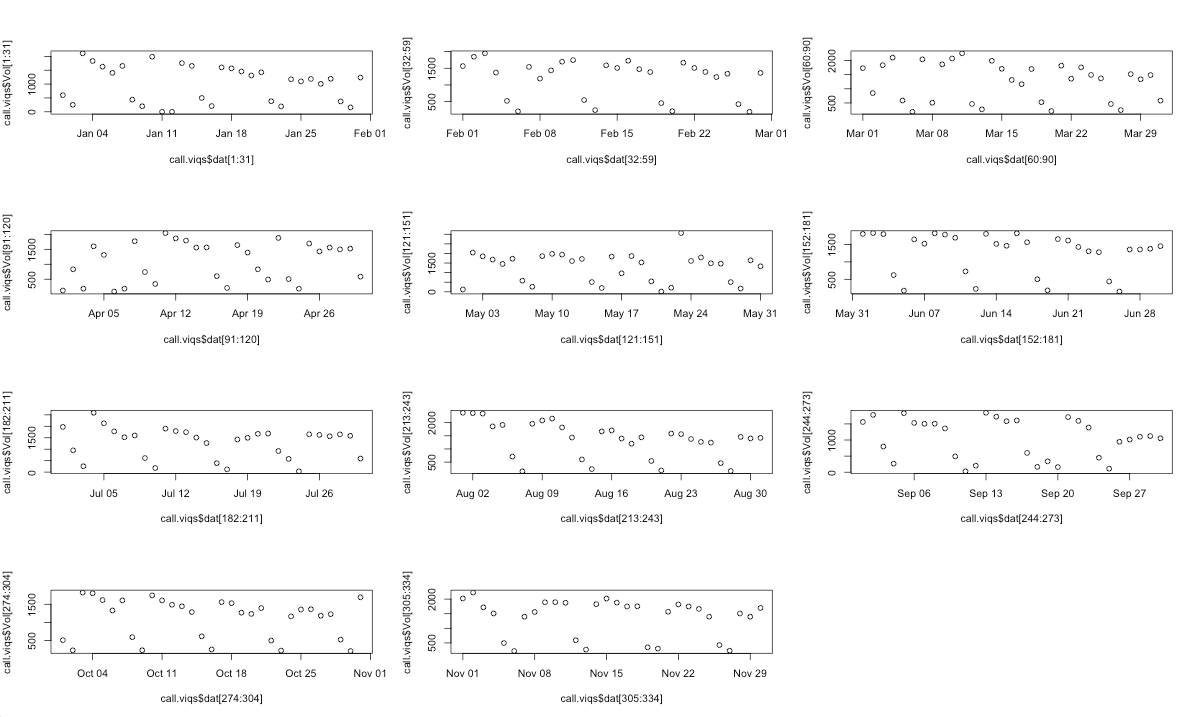 call.viqs$Vol[1:31]
0 1000
Jan 04 Jan 11 Jan 18 Jan 25 Feb 01
call.viqs$dat[1:31]
call.viqs$Vol[32:59]
500 1500
Feb 01 Feb 08 Feb 15 Feb 22 Mar 01
call.viqs$dat[32:59]
call.viqs$Vol[60:90]
500 2000
Mar 01 Mar 08 Mar 15 Mar 22 Mar 29
call.viqs$dat[60:90]
call.viqs$Vol[91:120]
500 1500
Apr 05 Apr 12 Apr 19 Apr 26
call.viqs$dat[91:120]
call.viqs$Vol[121:151]
0 1500
May 03 May 10 May 17 May 24 May 31
call.viqs$dat[121:151]
call.viqs$Vol[152:181]
500 1500
May 31 Jun 07 Jun 14 Jun 21 Jun 28
call.viqs$dat[152:181]
call.viqs$Vol[182:211]
0 1500
Jul 05 Jul 12 Jul 19 Jul 26
call.viqs$dat[182:211]
call.viqs$Vol[213:243]
500 2000
Aug 02 Aug 09 Aug 16 Aug 23 Aug 30
call.viqs$dat[213:243]
call.viqs$Vol[244:273]
0 1000
Sep 06 Sep 13 Sep 20 Sep 27
call.viqs$dat[244:273]
call.viqs$Vol[274:304]
500 1500
Oct 04 Oct 11 Oct 18 Oct 25 Nov 01
call.viqs$dat[274:304]
call.viqs$Vol[305:334]
500 2000
Nov 01 Nov 08 Nov 15 Nov 22 Nov 29
call.viqs$dat[305:334]